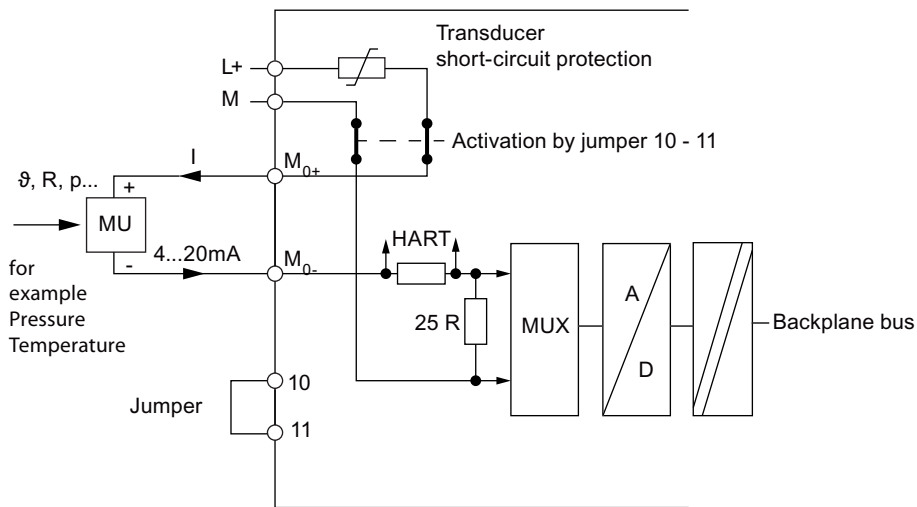 Transducer
short-circuit protection
L+
M
Activation by jumper 10 - 11
I
M0+
ϑ, R, p...
+
MU
-
4...20mA
M0-
HART
for
example
Pressure
Temperature
25 R
MUX
A
D
Backplane bus
Jumper
10
11